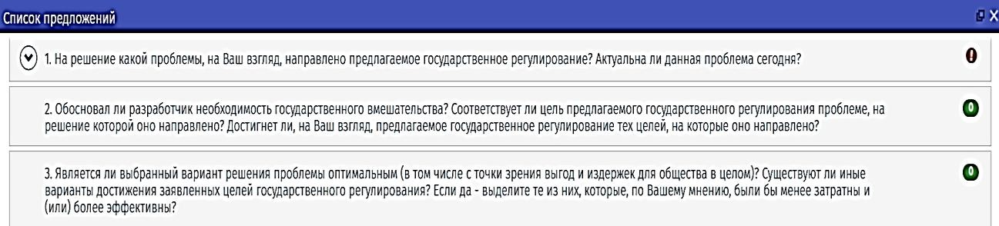 Список предложений
1. На решение какой проблемы, на Ваш взгляд, направлено предлагаемое государственное регулирование? Актуальна ли данная проблема сегодня?
!
2. Обосновал ли разработчик необходимость государственного вмешательства? Соответствует ли цель предлагаемого государственного регулирования проблеме, на
0
решение которой оно направлено? Достигнет ли, на Ваш взгляд, предлагаемое государственное регулирование тех целей, на которые оно направлено?
3. Является ли выбранный вариант решения проблемы оптимальным (в том числе с точки зрения выгод и издержек для общества в целом)? Существуют ли иные
0
варианты достижения заявленных целей государственного регулирования? Если да - выделите те из них, которые, по Вашему мнению, были бы менее затратны и
(или) более эффективны?